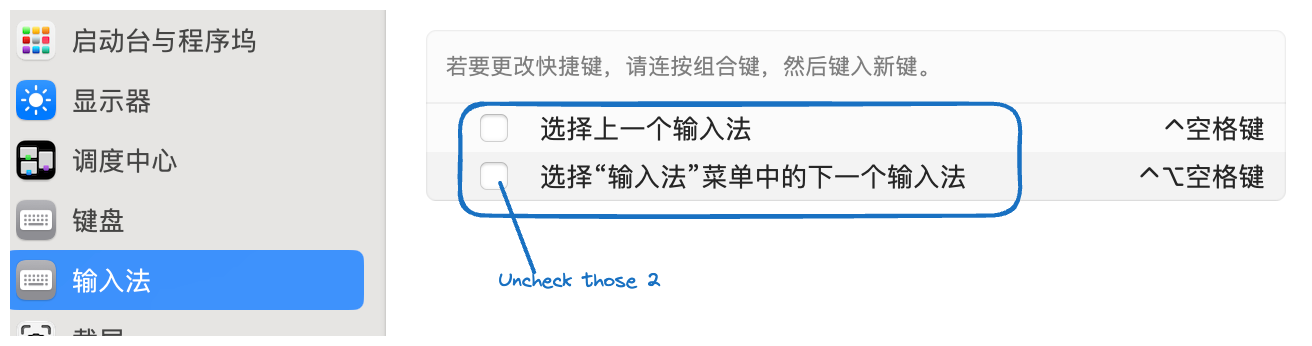 启动台与程序坞
显示器
调度中心
键盘
输入法
截屏
若要更改快捷键，请连按组合键，然后键入新键。
选择上一个输入法 ^空格键
选择“输入法”菜单中的下一个输入法 ^⌥空格键
Uncheck those 2